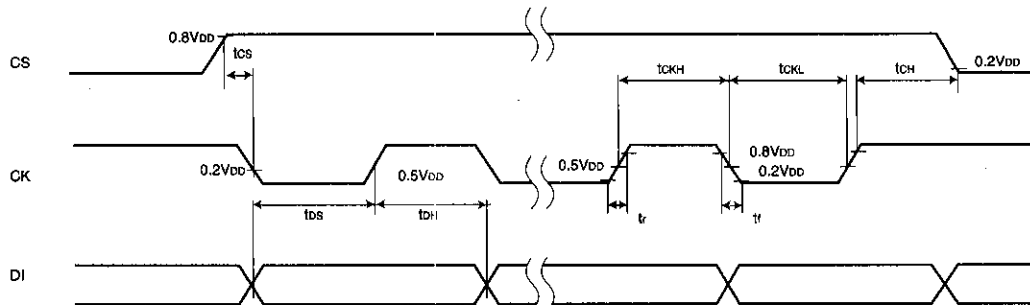 0.8VDD
tCS
CS
0.2VDD
tCKH
tCKL
tCH
CK
0.2VDD
0.5VDD
0.5VDD
0.8VDD
0.2VDD
tDS
tDH
tr
tf
DI